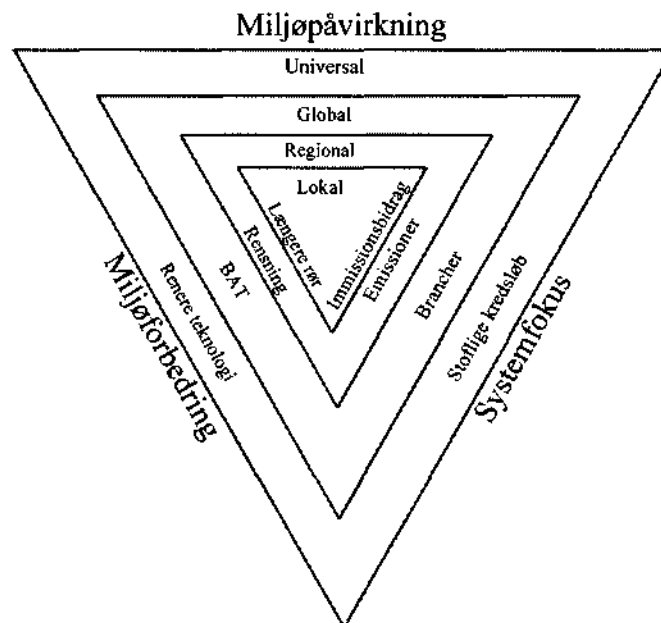 Miljøpåvirkning
Universal
Global
Regional
Lokal
Længere rør
Immissionsbidrag
Rensning
Emissioner
BAT
Brancher
Renere teknologi
Stoflige kredsløb
Miljøforbedring
Systemfokus